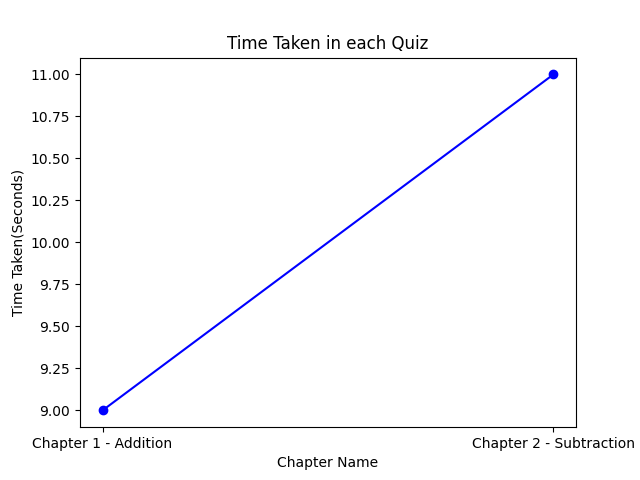 Time Taken in each Quiz
11.00
10.75
10.50
10.25
10.00
9.75
9.50
9.25
9.00
Time Taken(Seconds)
Chapter 1 - Addition
Chapter 2 - Subtraction
Chapter Name